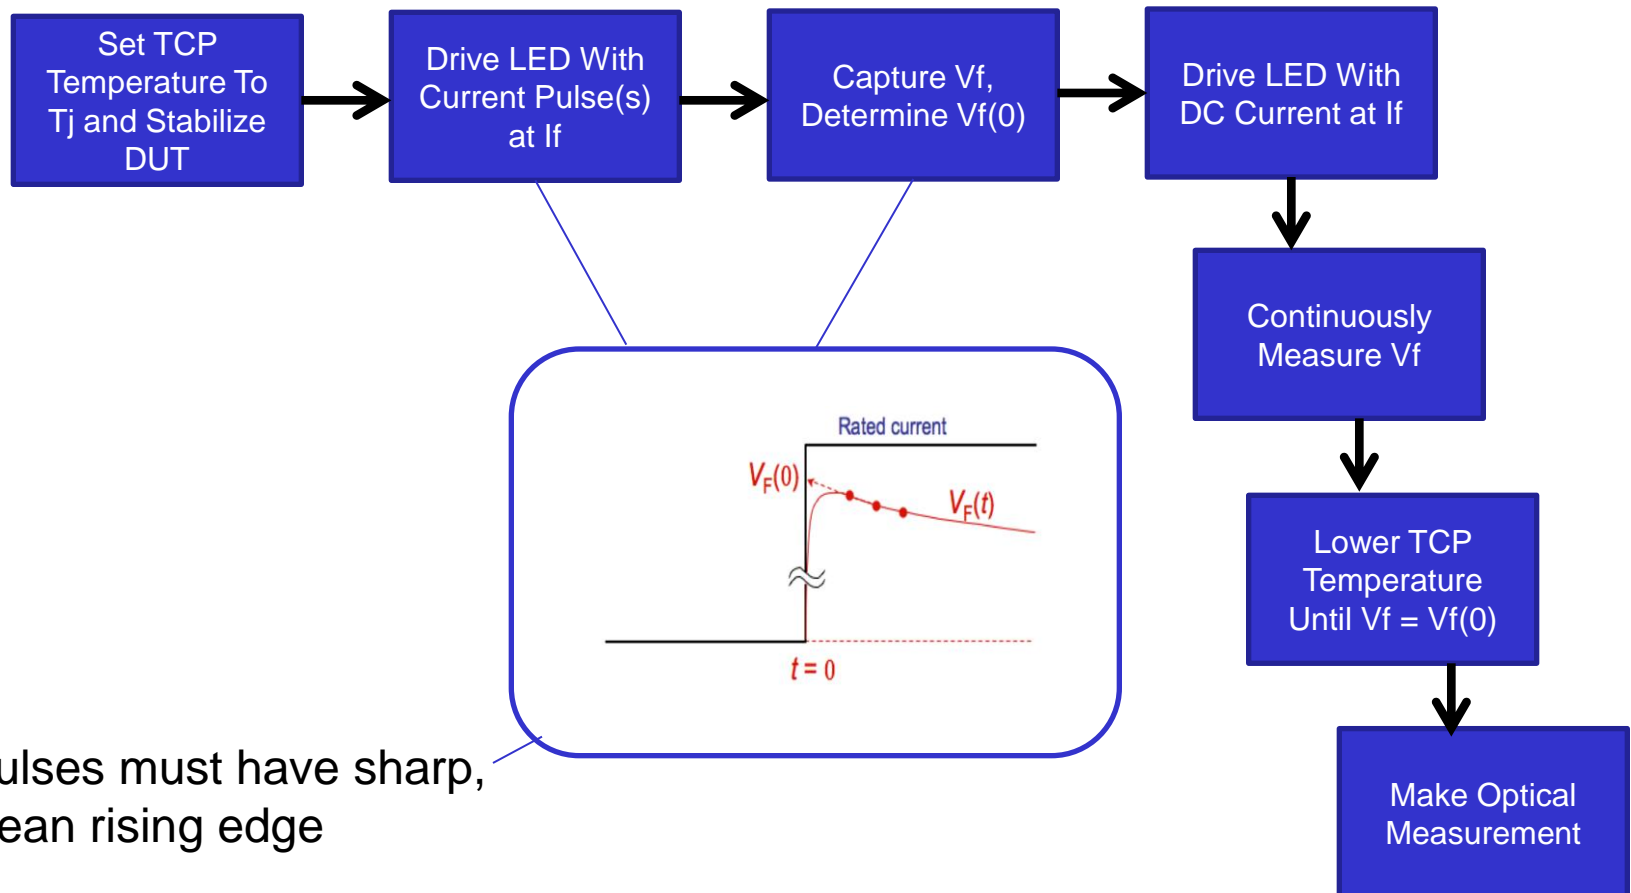 Set TCP
Temperature To
Tj and Stabilize
DUT
Drive LED With
Current Pulse(s)
at If
Capture Vf,
Determine Vf(0)
Drive LED With
DC Current at If
Continuously
Measure Vf
Lower TCP
Temperature
Until Vf = Vf(0)
Make Optical
Measurement
Rated current
VF(0)
VF(t)
t = 0
ulses must have sharp,
ean rising edge